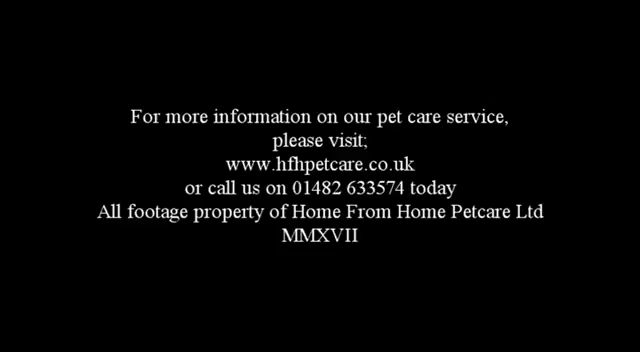 For more information on our pet care service,
please visit;
www.hfhpetcare.co.uk
or call us on 01482 633574 today
All footage property of Home From Home Petcare Ltd
MMXVII